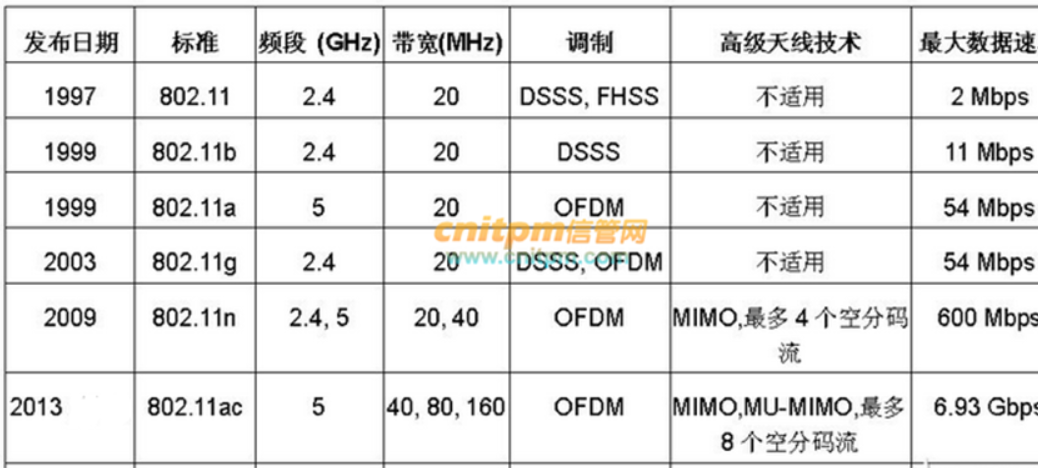 发布日期 标准 频段 (GHz) 带宽(MHz) 调制 高级天线技术 最大数据速
1997 802.11 2.4 20 DSSS, FHSS 不适用 2 Mbps
1999 802.11b 2.4 20 DSSS 不适用 11 Mbps
1999 802.11a 5 20 OFDM 不适用 54 Mbps
cnitpm信管网
2003 802.11g 2.4 20 DSSS, OFDM 不适用 54 Mbps
www.cnitpm.com
2009 802.11n 2.4, 5 20, 40 OFDM MIMO,最多 4 个空分码 600 Mbps
流
2013 802.11ac 5 40, 80, 160 OFDM MIMO,MU-MIMO,最多 6.93 Gbps
8 个空分码流